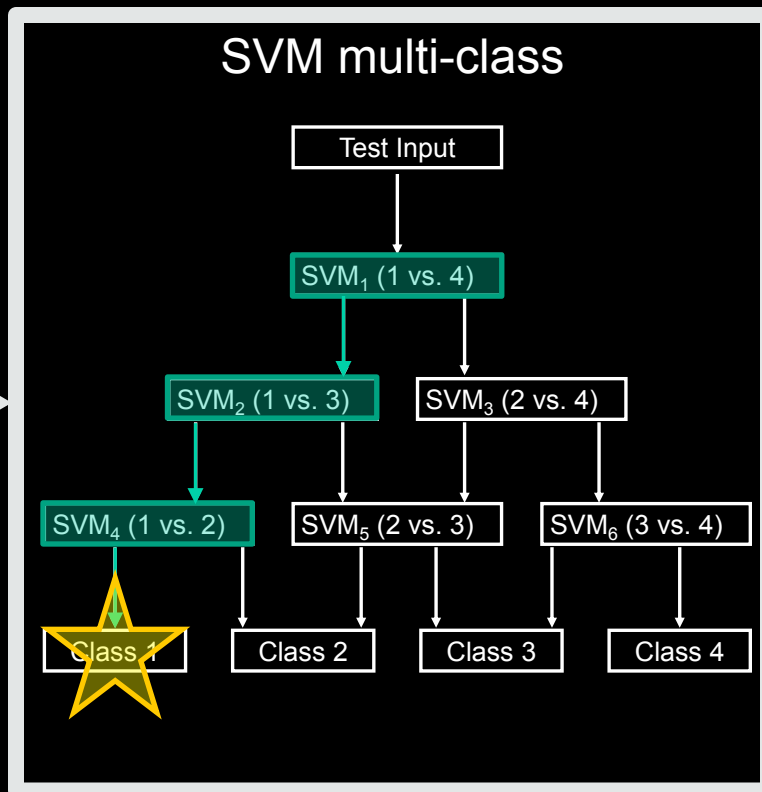 SVM multi-class
Test Input
SVM₁ (1 vs. 4)
SVM₂ (1 vs. 3)
SVM₃ (2 vs. 4)
SVM₄ (1 vs. 2)
SVM₅ (2 vs. 3)
SVM₆ (3 vs. 4)
Class 1
Class 2
Class 3
Class 4